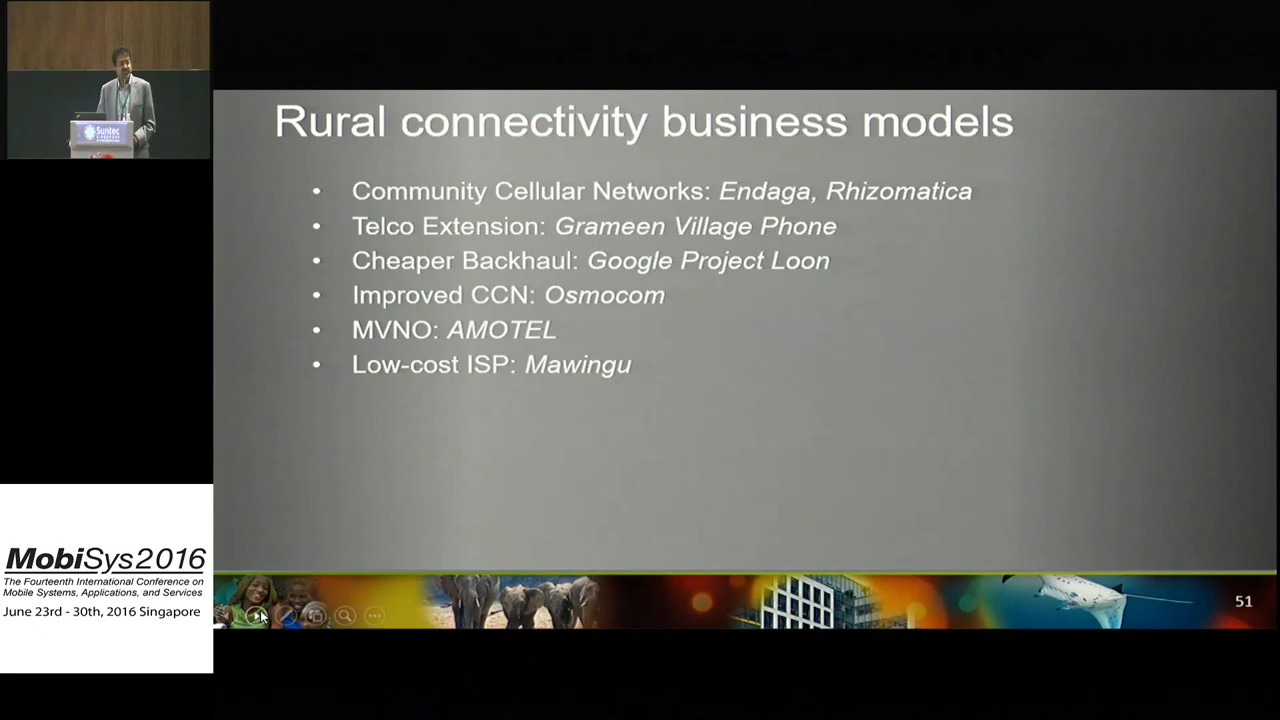 Suntec
SINGAPORE
Rural connectivity business models
• Community Cellular Networks: Endaga, Rhizomatica
• Telco Extension: Grameen Village Phone
• Cheaper Backhaul: Google Project Loon
• Improved CCN: Osmocom
• MVNO: AMOTEL
• Low-cost ISP: Mawingu
51
MobiSys2016
The Fourteenth International Conference on
Mobile Systems, Applications, and Services
June 23rd - 30th, 2016 Singapore